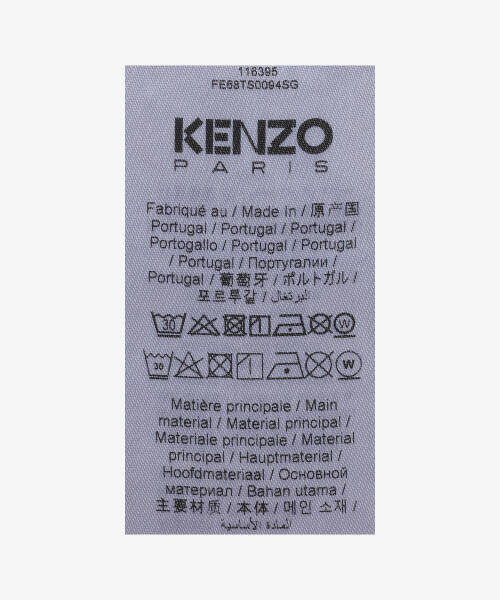 116395
FE68TS0094SG
KENZO
PARIS
Fabriqué au / Made In / 原产国
Portugal / Portugal / Portugal /
Portogallo / Portugal / Portugal
/ Portugal / Португалии /
Portugal / 葡萄牙 / ポルトガル /
포르투갈 / البرتغال /
30 W
30 W
Matière principale / Main
material / Material principal /
Materiale principale / Material
principal / Hauptmaterial /
Hoofdmateriaal / Основной
материал / Bahan utama /
主要材质 / 本体 / 메인 소재 /
المادة الأساسية